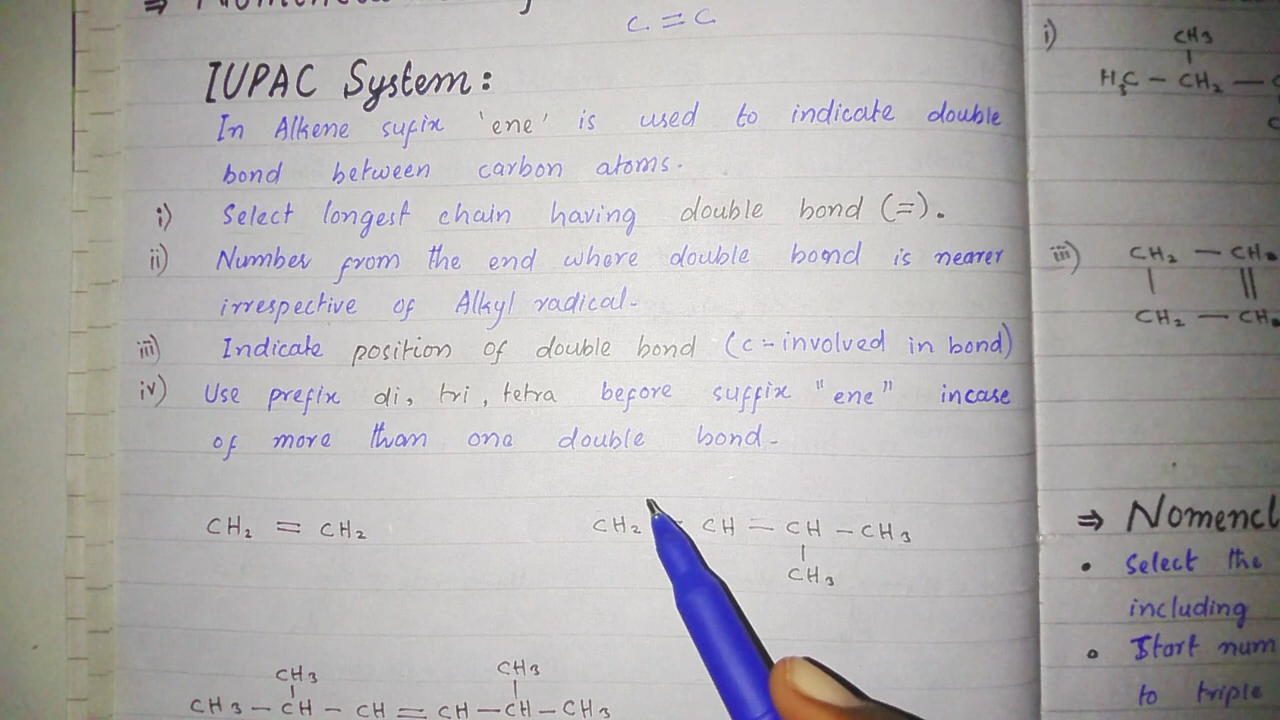 ⇒
C = C
IUPAC System:
In Alkene sufix 'ene' is used to indicate double
bond between carbon atoms.
i) Select longest chain having double bond (=).
ii) Number from the end where double bond is nearer
irrespective of Alkyl radical.
iii) Indicate position of double bond (c-involved in bond)
iv) Use prefix di, tri, tetra before suffix "ene" incase
of more than one double bond.
CH2 = CH2
CH2 CH — CH — CH3
CH3
CH3 CH3
CH3 — CH — CH = CH — CH — CH3
i)
CH3
H3C — CH2 —
iii) CH2 — CH
CH2 — CH
⇒
• Select the
including
• Start
to triple